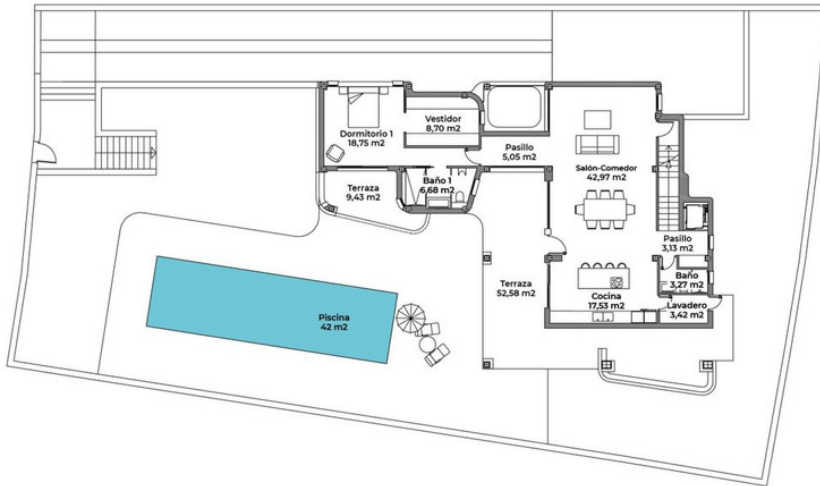 Dormitorio 1
18,75 m2
Vestidor
8,70 m2
Pasillo
5,05 m2
Salón-Comedor
42,97 m2
Terraza
9,43 m2
Baño 1
6,68 m2
Pasillo
3,13 m2
Baño
3,27 m2
Terraza
52,58 m2
Cocina
17,53 m2
Lavadero
3,42 m2
Piscina
42 m2